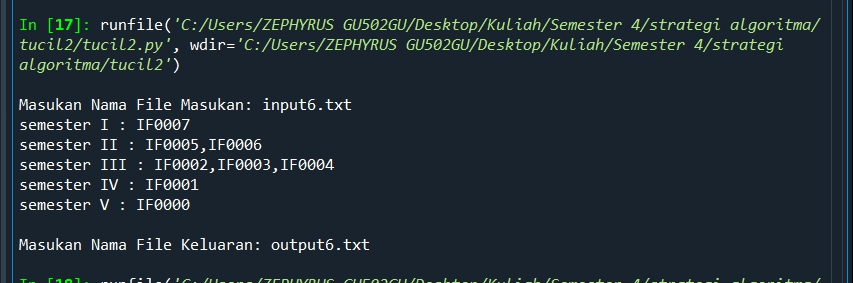 In [17]: runfile('C:/Users/ZEPHYRUS GU502GU/Desktop/Kuliah/Semester 4/strategi algoritma/
tucil2/tucil2.py', wdir='C:/Users/ZEPHYRUS GU502GU/Desktop/Kuliah/Semester 4/strategi
algoritma/tucil2')
Masukan Nama File Masukan: input6.txt
semester I : IF0007
semester II : IF0005,IF0006
semester III : IF0002,IF0003,IF0004
semester IV : IF0001
semester V : IF0000
Masukan Nama File Keluaran: output6.txt
In [18]: runfile('C:/Users/ZEPHYRUS GU502GU/Desktop/Kuliah/Semester 4/strategi algoritma/